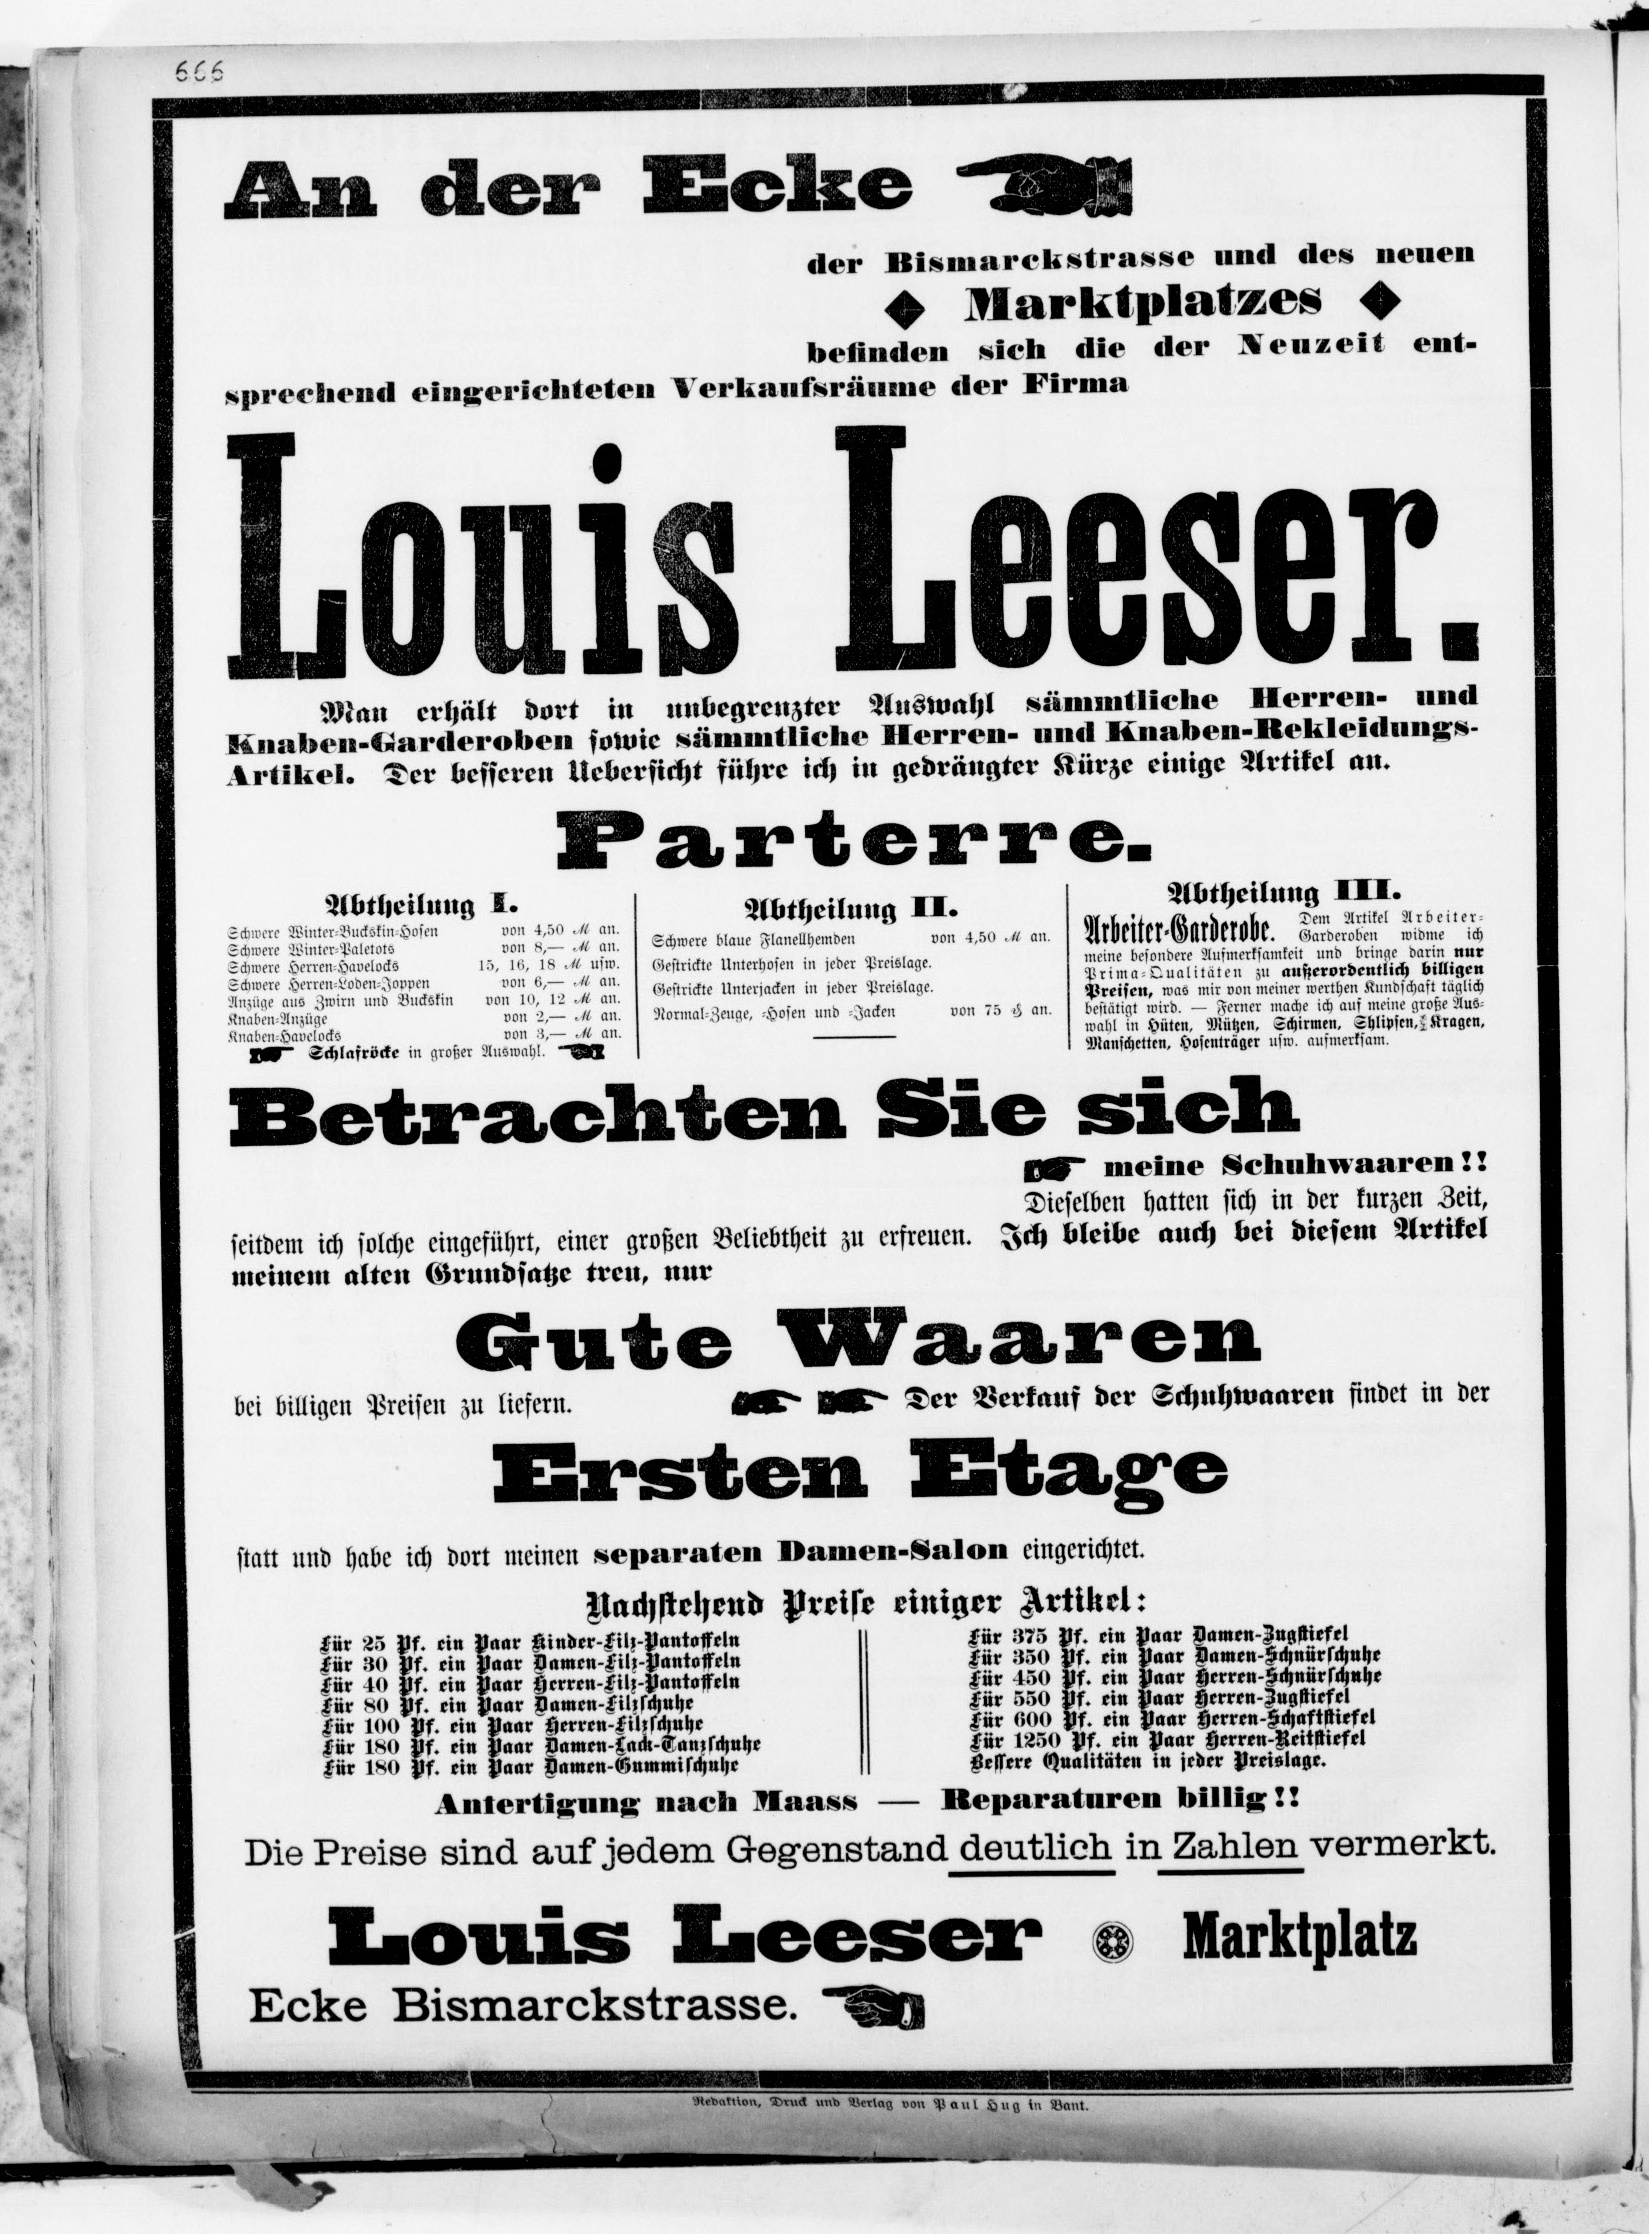 666
An der Ecke
der Bismarckstrasse und des neuen
Marktplatzes
befinden sich die der Neuzeit ent-
sprechend eingerichteten Verkaufsräume der Firma
Louis Leeser.
Man erhält dort in unbegrenzter Auswahl sämmtliche Herren- und
Knaben-Garderoben sowie sämmtliche Herren- und Knaben-Bekleidungs-
Artikel. Der besseren Uebersicht führe ich in gedrängter Kürze einige Artikel an.
Parterre.
Abtheilung I.
Schwere Winter-Buckskin-Hosen von 4,50 M an.
Schwere Winter-Paletots von 8,— M an.
Schwere Herren-Havelocks 15, 16, 18 M usw.
Schwere Herren-Loden-Joppen von 6,— M an.
Anzüge aus Zwirn und Buckskin von 10, 12 M an.
Knaben-Anzüge von 2,— M an.
Knaben-Havelocks von 3,— M an.
Schlafröcke in großer Auswahl.
Abtheilung II.
Schwere blaue Flanellhemden von 4,50 M an.
Gestrickte Unterhosen in jeder Preislage.
Gestrickte Unterjacken in jeder Preislage.
Normal-Zeuge, -Hosen und -Jacken von 75 ₰ an.
Abtheilung III.
Arbeiter-Garderobe. Dem Artikel Arbeiter-
Garderoben widme ich
meine besondere Aufmerksamkeit und bringe darin nur
Prima-Qualitäten zu außerordentlich billigen
Preisen, was mir von meiner werthen Kundschaft täglich
bestätigt wird. — Ferner mache ich auf meine große Aus-
wahl in Hüten, Mützen, Schirmen, Shlipsen, Kragen,
Manschetten, Hosenträger usw. aufmerksam.
Betrachten Sie sich
meine Schuhwaaren!!
Dieselben hatten sich in der kurzen Zeit,
seitdem ich solche eingeführt, einer großen Beliebtheit zu erfreuen. Ich bleibe auch bei diesem Artikel
meinem alten Grundsatze treu, nur
Gute Waaren
bei billigen Preisen zu liefern. Der Verkauf der Schuhwaaren findet in der
Ersten Etage
statt und habe ich dort meinen separaten Damen-Salon eingerichtet.
Nachstehend Preise einiger Artikel:
Für 25 Pf. ein Paar Kinder-Filz-Pantoffeln
Für 30 Pf. ein Paar Damen-Filz-Pantoffeln
Für 40 Pf. ein Paar Herren-Filz-Pantoffeln
Für 80 Pf. ein Paar Damen-Filzschuhe
Für 100 Pf. ein Paar Herren-Filzschuhe
Für 180 Pf. ein Paar Damen-Lack-Tanzschuhe
Für 180 Pf. ein Paar Damen-Gummischuhe
Für 375 Pf. ein Paar Damen-Zugstiefel
Für 350 Pf. ein Paar Damen-Schnürschuhe
Für 450 Pf. ein Paar Herren-Schnürschuhe
Für 550 Pf. ein Paar Herren-Zugstiefel
Für 600 Pf. ein Paar Herren-Schaftstiefel
Für 1250 Pf. ein Paar Herren-Reitstiefel
Bessere Qualitäten in jeder Preislage.
Anfertigung nach Maass — Reparaturen billig!!
Die Preise sind auf jedem Gegenstand deutlich in Zahlen vermerkt.
Louis Leeser Marktplatz
Ecke Bismarckstrasse.
Redaktion, Druck und Verlag von Paul Hug in Bant.